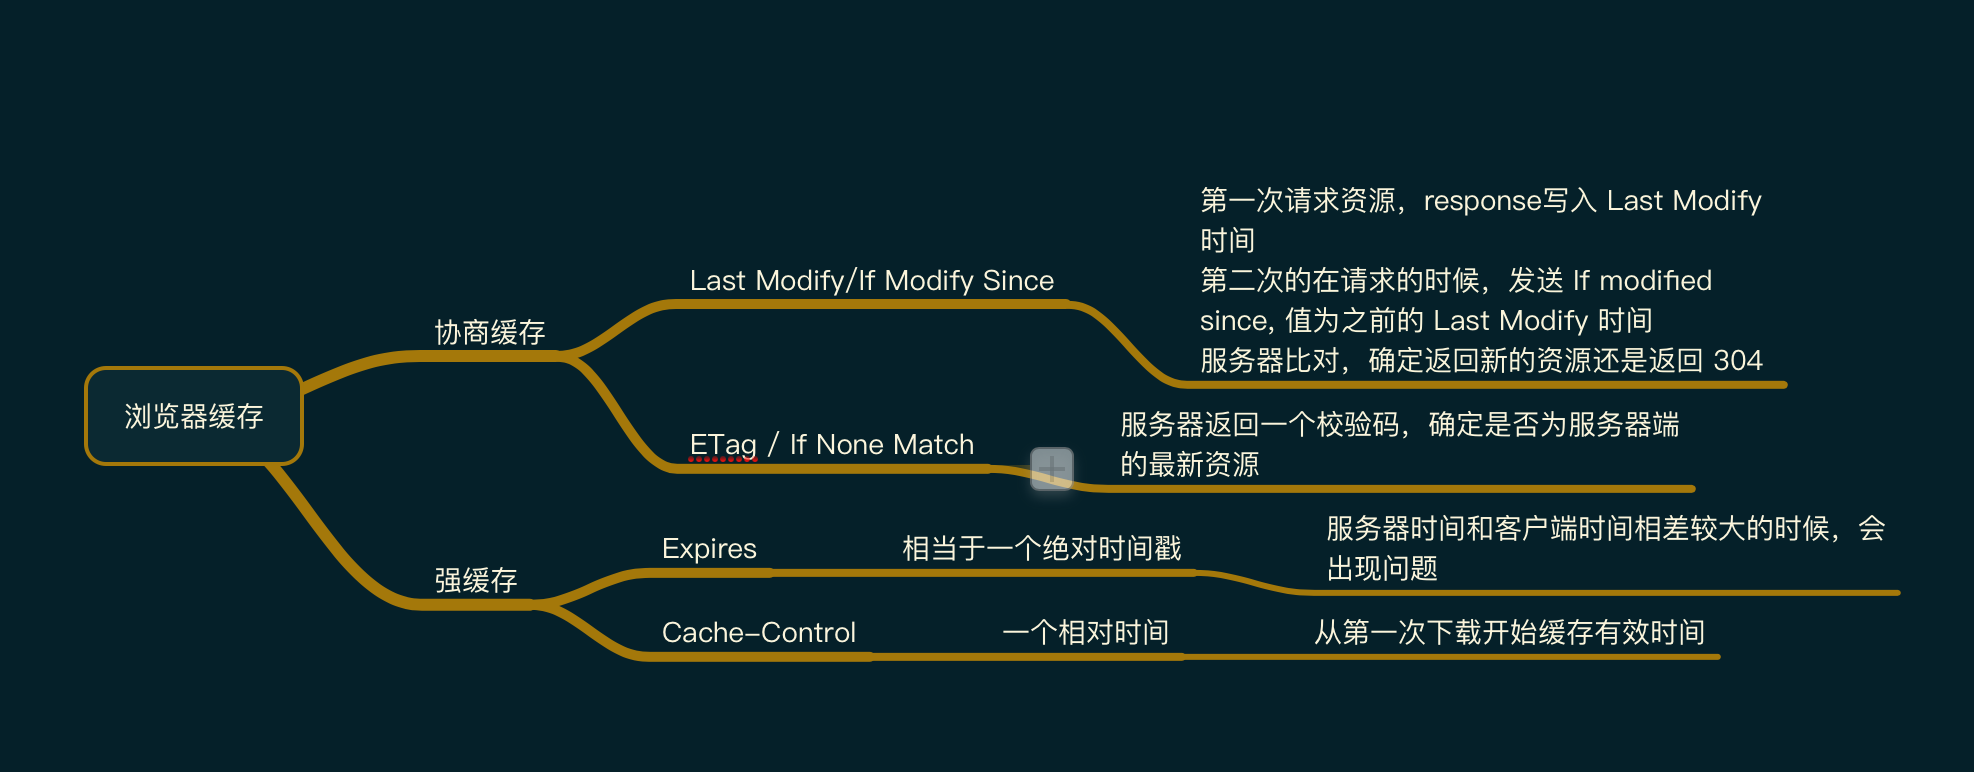 浏览器缓存
协商缓存
Last Modify/If Modify Since
第一次请求资源，response写入 Last Modify
时间
第二次的在请求的时候，发送 If modified
since, 值为之前的 Last Modify 时间
服务器比对，确定返回新的资源还是返回 304
ETag / If None Match
服务器返回一个校验码，确定是否为服务器端
的最新资源
强缓存
Expires
相当于一个绝对时间戳
服务器时间和客户端时间相差较大的时候，会
出现问题
Cache-Control
一个相对时间
从第一次下载开始缓存有效时间